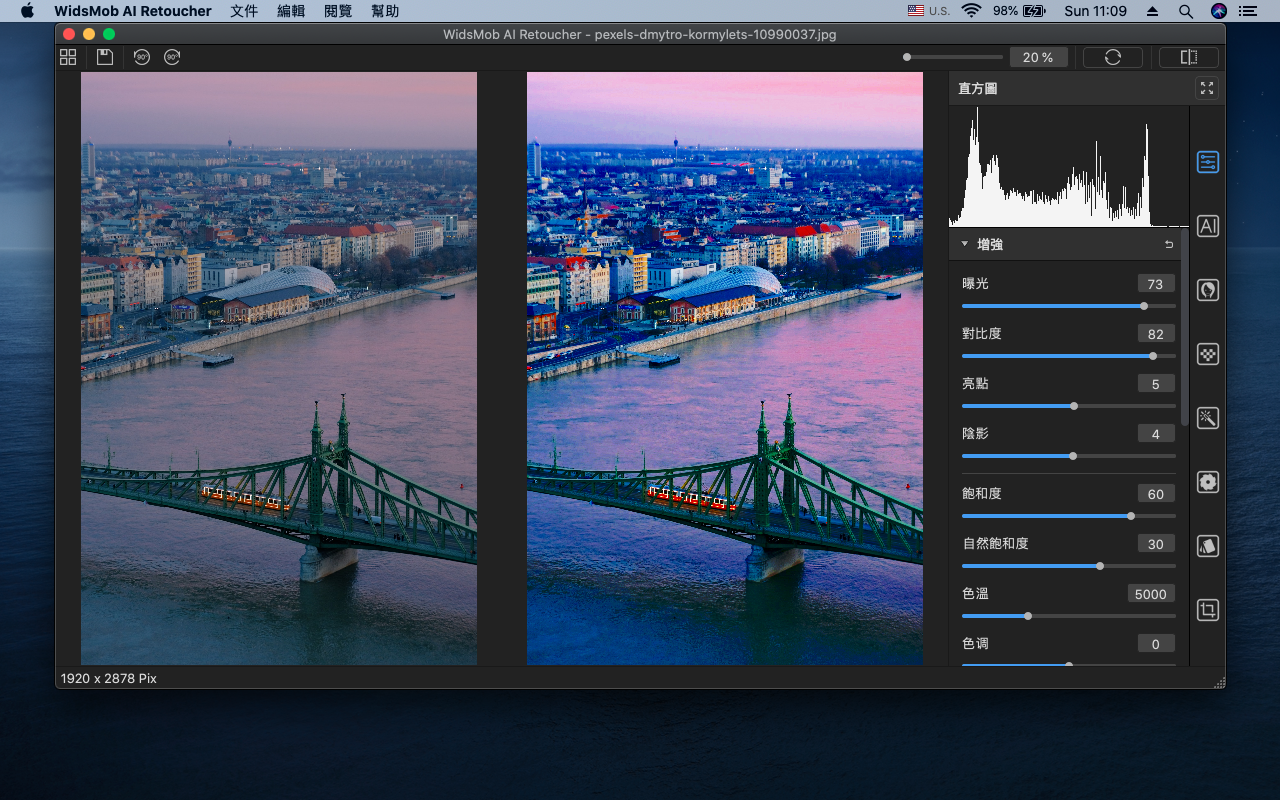 WidsMob AI Retoucher 文件 編輯 閱覽 幫助 U.S. 98% Sun 11:09
WidsMob AI Retoucher - pexels-dmytro-kormylets-10990037.jpg
90° 90° 20 %
直方圖
AI
增強
曝光 73
對比度 82
亮點 5
陰影 4
飽和度 60
自然飽和度 30
色溫 5000
色调 0
1920 x 2878 Pix